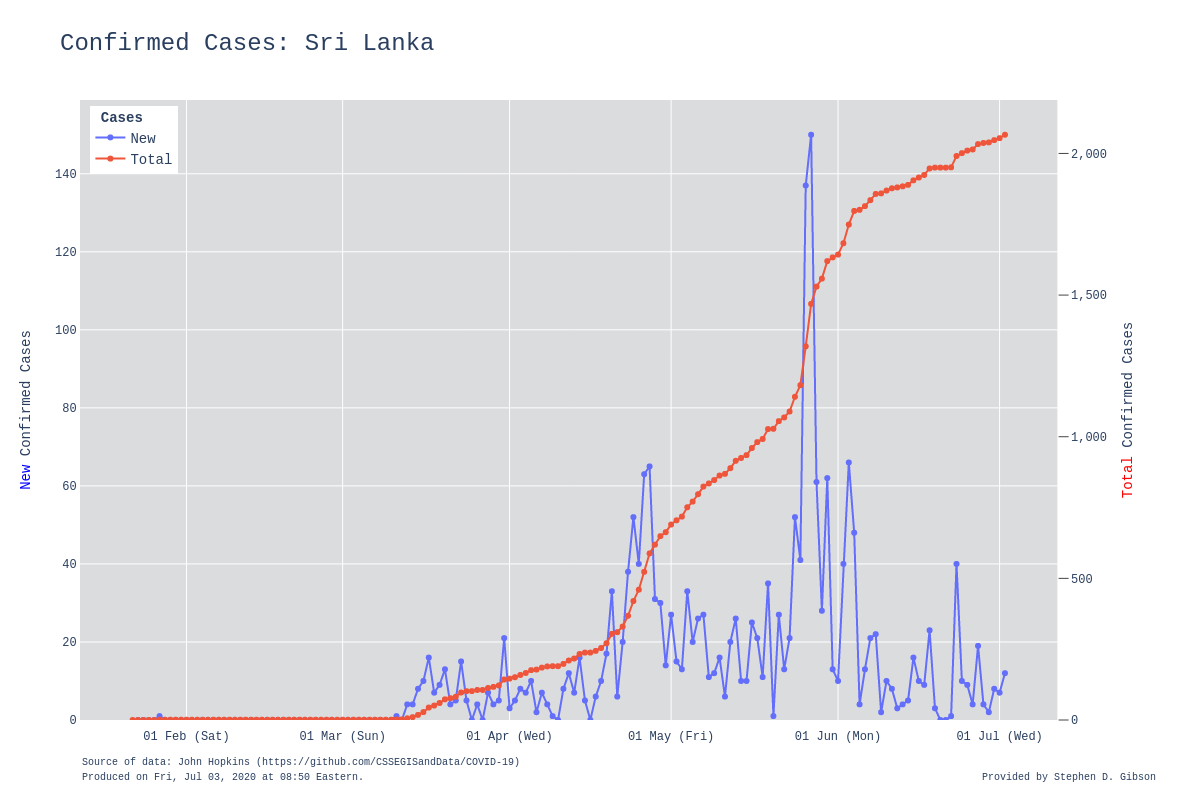 Confirmed Cases: Sri Lanka
Cases
New
Total
140
120
100
80
60
40
20
0
2,000
1,500
1,000
500
0
New Confirmed Cases
Total Confirmed Cases
01 Feb (Sat)
01 Mar (Sun)
01 Apr (Wed)
01 May (Fri)
01 Jun (Mon)
01 Jul (Wed)
Source of data: John Hopkins (https://github.com/CSSEGISandData/COVID-19)
Produced on Fri, Jul 03, 2020 at 08:50 Eastern.
Provided by Stephen D. Gibson